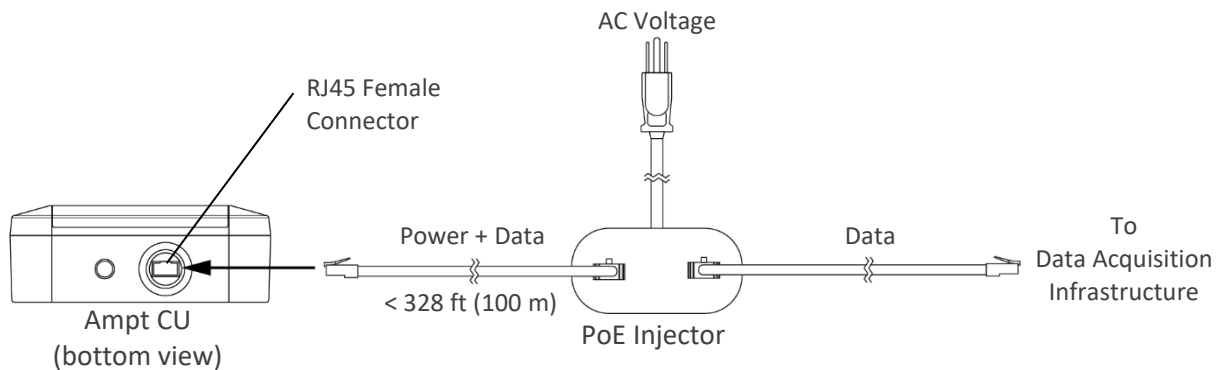 AC Voltage
RJ45 Female
Connector
Power + Data
Data
To
Data Acquisition
Infrastructure
< 328 ft (100 m)
Ampt CU
(bottom view)
PoE Injector